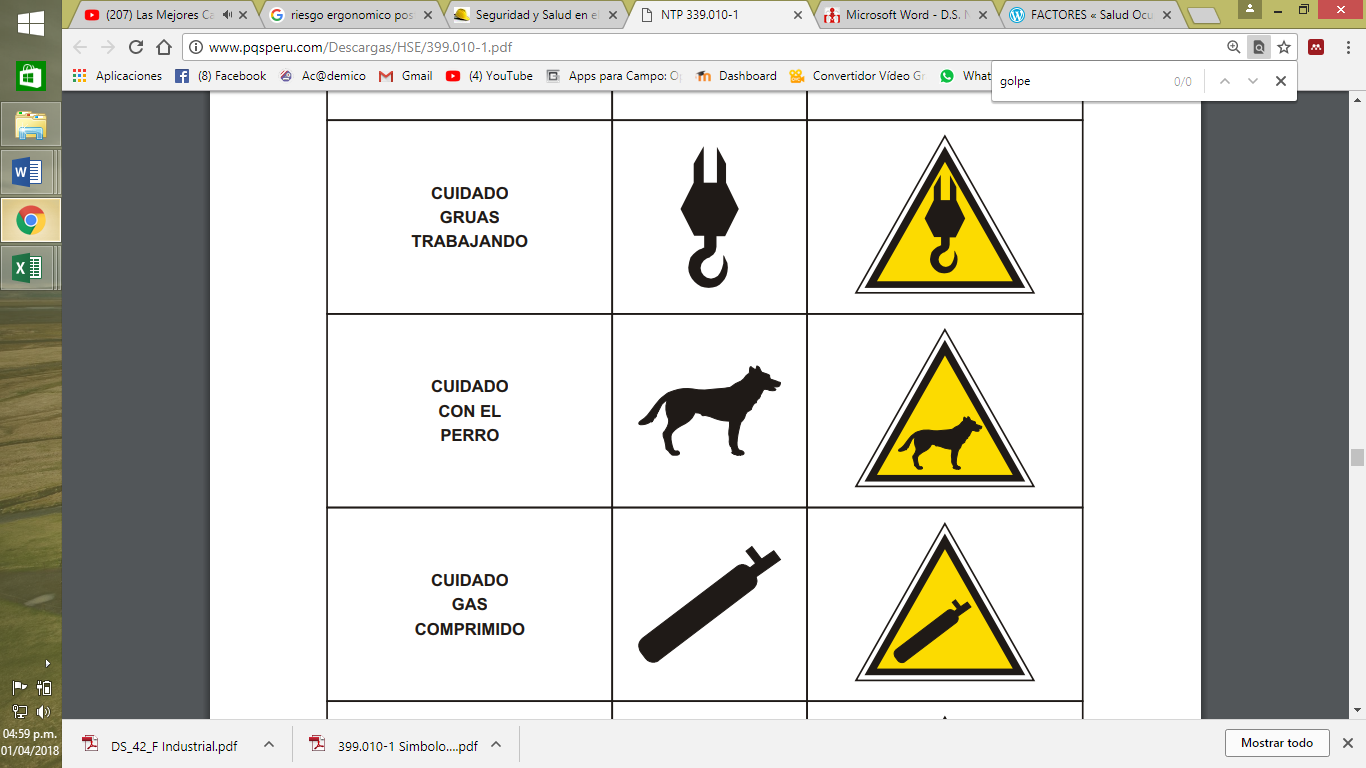 (207) Las Mejores Ca
riesgo ergonomico pos
Seguridad y Salud en el
NTP 339.010-1
Microsoft Word - D.S. N
FACTORES « Salud Ocu
www.pqsperu.com/Descargas/HSE/399.010-1.pdf
Aplicaciones
(8) Facebook
Ac@demico
Gmail
(4) YouTube
Apps para Campo: O
Dashboard
Convertidor Vídeo Gr
What
golpe
0/0
CUIDADO
GRUAS
TRABAJANDO
CUIDADO
CON EL
PERRO
CUIDADO
GAS
COMPRIMIDO
04:59 p.m.
01/04/2018
DS_42_F Industrial.pdf
399.010-1 Simbolo....pdf
Mostrar todo